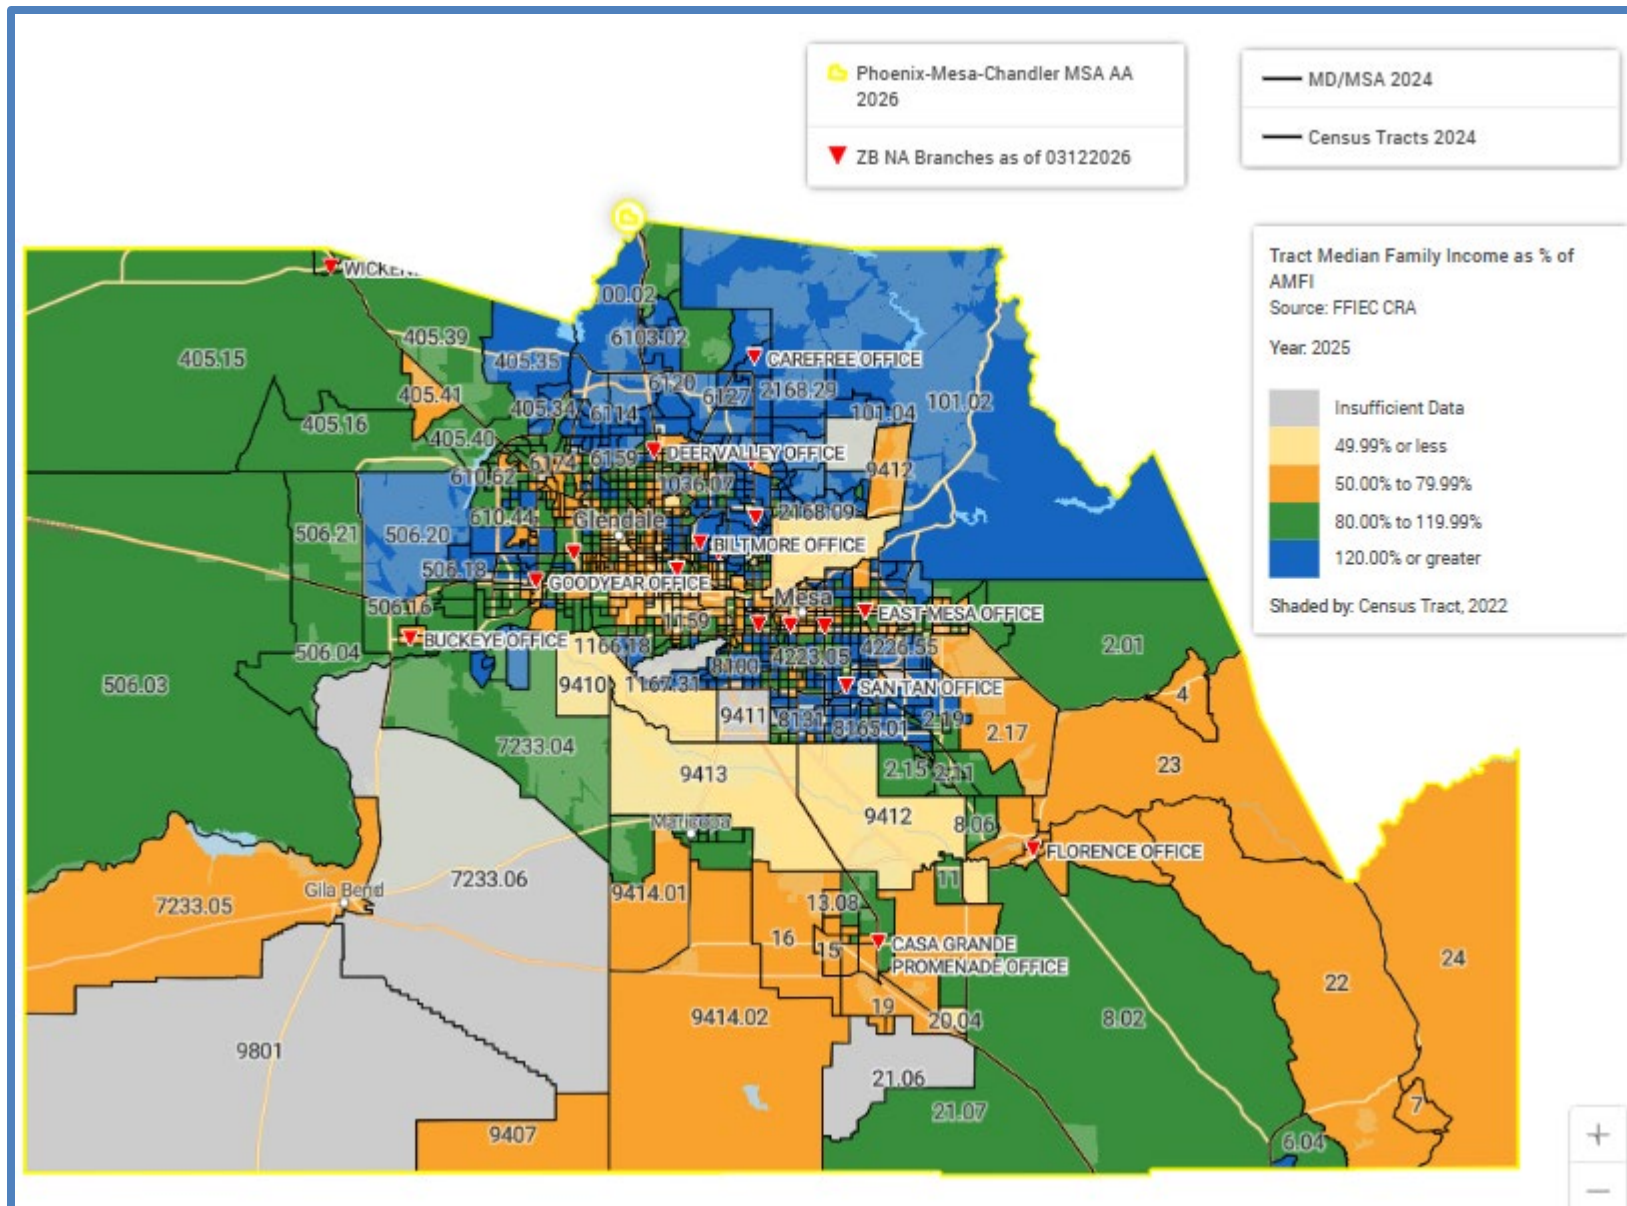 Phoenix-Mesa-Chandler MSA AA
2026
ZB NA Branches as of 03122026
MD/MSA 2024
Census Tracts 2024
Tract Median Family Income as % of
AMFI
Source: FFIEC CRA
Year: 2025
Insufficient Data
49.99% or less
50.00% to 79.99%
80.00% to 119.99%
120.00% or greater
Shaded by: Census Tract, 2022
00.02
405.39
6103.02
405.15
405.35
CAREFREE OFFICE
405.41
6120
6127
2168.29
101.02
405.16
405.34
6114
101.04
405.40
6159
DEER VALLEY OFFICE
610.62
6174
1036.07
9412
506.21
506.20
610.44
Glendale
2168.09
BILTMORE OFFICE
506.18
GOODYEAR OFFICE
506.16
Mesa
EAST MESA OFFICE
BUCKEYE OFFICE
1159
506.04
1166.18
8100
4223.05
4226.55
2.01
506.03
9410
1167.31
SAN TAN OFFICE
4
9411
8131
8165.01
2.19
2.17
7233.04
23
9413
2.15
2.11
9412
8.06
Maricopa
FLORENCE OFFICE
7233.06
11
Gila Bend
9414.01
13.08
7233.05
16
15
CASA GRANDE
PROMENADE OFFICE
24
22
19
9414.02
20.04
8.02
9801
21.06
21.07
7
9407
6.04
+
−